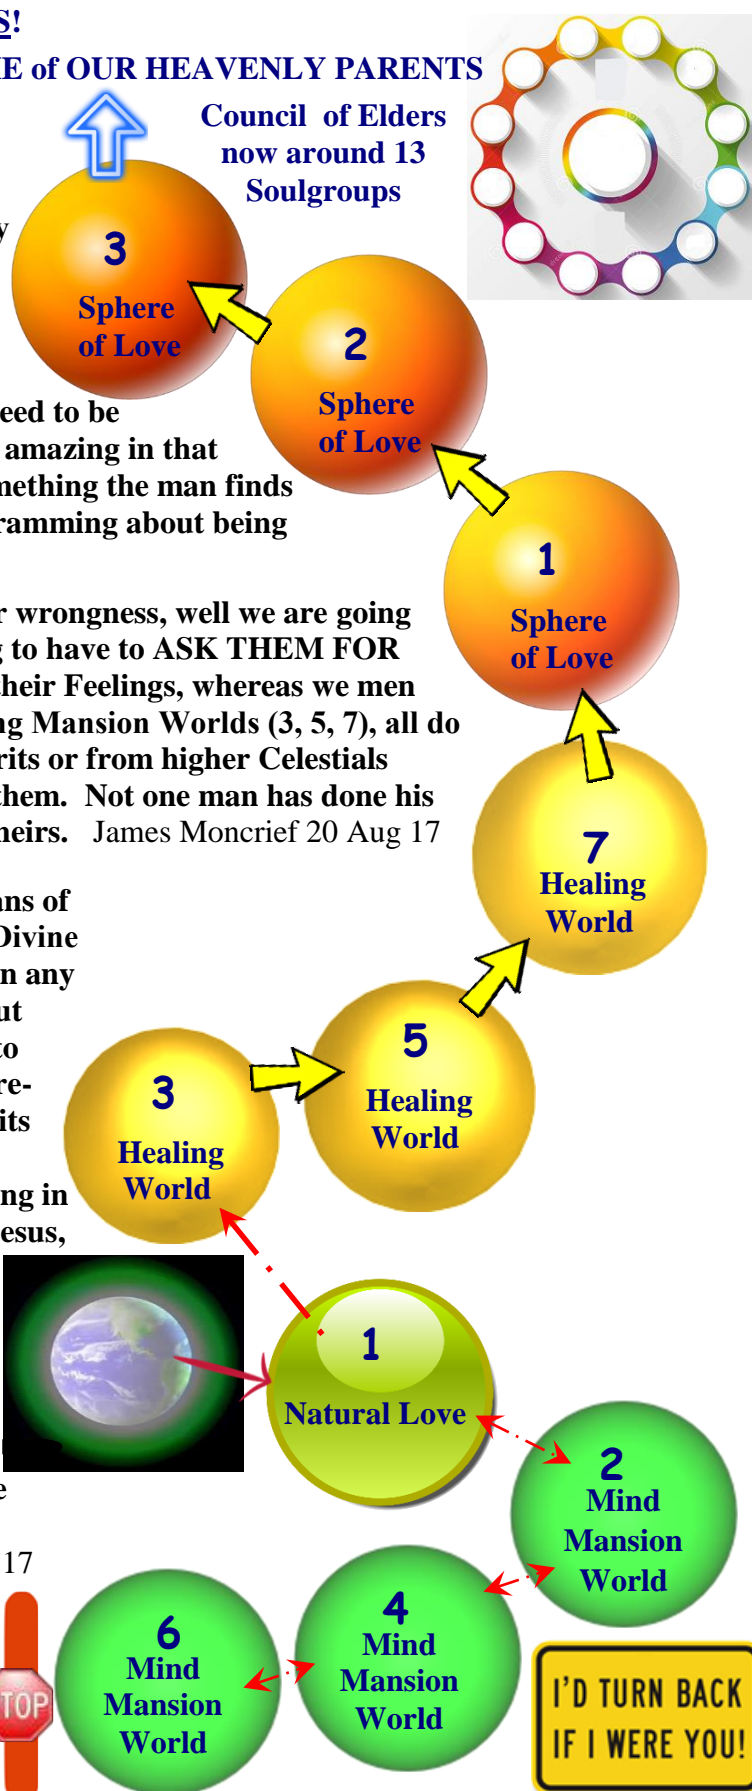 S!
E of OUR HEAVENLY PARENTS
Council of Elders
now around 13
Soulgroups
y
3
Sphere
of Love
2
Sphere
of Love
eed to be
amazing in that
mething the man finds
ramming about being
1
Sphere
of Love
r wrongness, well we are going
g to have to ASK THEM FOR
their Feelings, whereas we men
ng Mansion Worlds (3, 5, 7), all do
rits or from higher Celestials
them. Not one man has done his
heirs. James Moncrief 20 Aug 17
7
Healing
World
ans of
Divine
n any
ut
to
re-
its
5
Healing
World
3
Healing
World
ng in
esus,
1
Natural Love
e
17
2
Mind
Mansion
World
4
Mind
Mansion
World
6
Mind
Mansion
World
TOP
I'D TURN BACK
IF I WERE YOU!